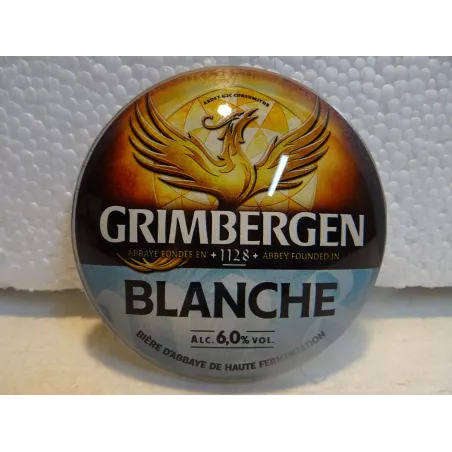 ARDET NEC CONSUMITUR
GRIMBERGEN
ABBAYE FONDÉE EN + 1128 + ABBEY FOUNDED IN
BLANCHE
ALC. 6,0% VOL.
BIÈRE D'ABBAYE DE HAUTE FERMENTATION